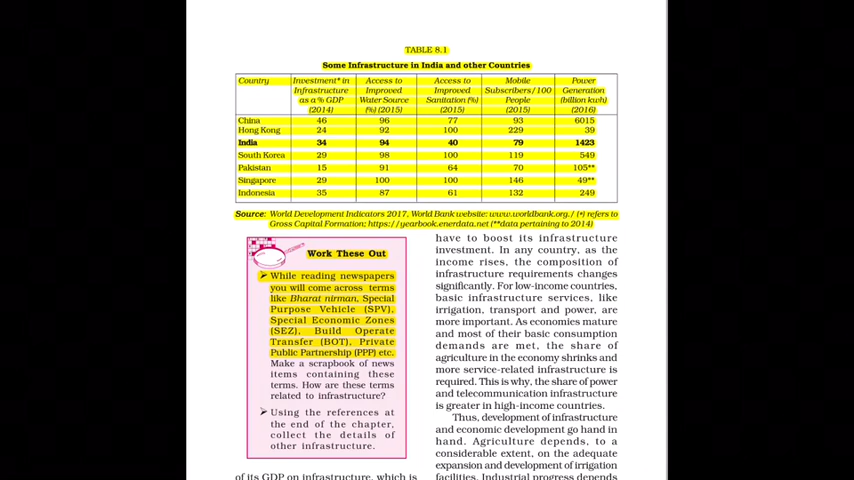 TABLE 8.1
Some Infrastructure in India and other Countries
Country Investment* in Infrastructure as a % GDP (2014) Access to Improved Water Source (%) (2015) Access to Improved Sanitation (%) (2015) Mobile Subscribers/100 People (2015) Power Generation (billion kwh) (2016)
China 46 96 77 93 6015
Hong Kong 24 92 100 229 39
India 34 94 40 79 1423
South Korea 29 98 100 119 549
Pakistan 15 91 64 70 105**
Singapore 29 100 100 146 49**
Indonesia 35 87 61 132 249
Source: World Development Indicators 2017, World Bank website: www.worldbank.org./ (*) refers to
Gross Capital Formation; https://yearbook.enerdata.net (**data pertaining to 2014)
Work These Out
➢ While reading newspapers
you will come across terms
like Bharat nirman, Special
Purpose Vehicle (SPV),
Special Economic Zones
(SEZ), Build Operate
Transfer (BOT), Private
Public Partnership (PPP) etc.
Make a scrapbook of news
items containing these
terms. How are these terms
related to infrastructure?
➢ Using the references at
the end of the chapter,
collect the details of
other infrastructure.
of its GDP on infrastructure, which is
have to boost its infrastructure
investment. In any country, as the
income rises, the composition of
infrastructure requirements changes
significantly. For low-income countries,
basic infrastructure services, like
irrigation, transport and power, are
more important. As economies mature
and most of their basic consumption
demands are met, the share of
agriculture in the economy shrinks and
more service-related infrastructure is
required. This is why, the share of power
and telecommunication infrastructure
is greater in high-income countries.
Thus, development of infrastructure
and economic development go hand in
hand. Agriculture depends, to a
considerable extent, on the adequate
expansion and development of irrigation
facilities. Industrial progress depends